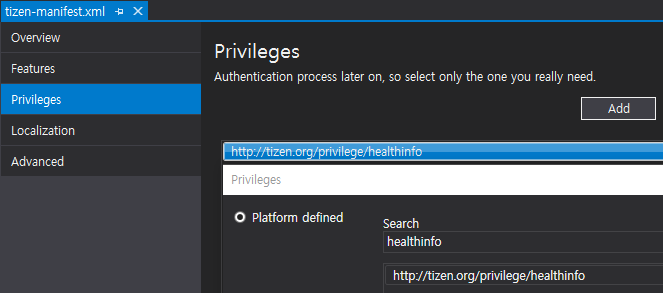 tizen-manifest.xml
Overview
Features
Privileges
Localization
Advanced
Privileges
Authentication process later on, so select only the one you really need.
Add
http://tizen.org/privilege/healthinfo
Privileges
Platform defined
Search
healthinfo
http://tizen.org/privilege/healthinfo